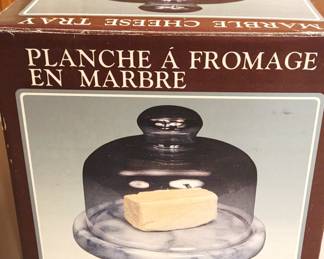 MARBLE CHEESE TRAY
PLANCHE Á FROMAGE
EN MARBRE